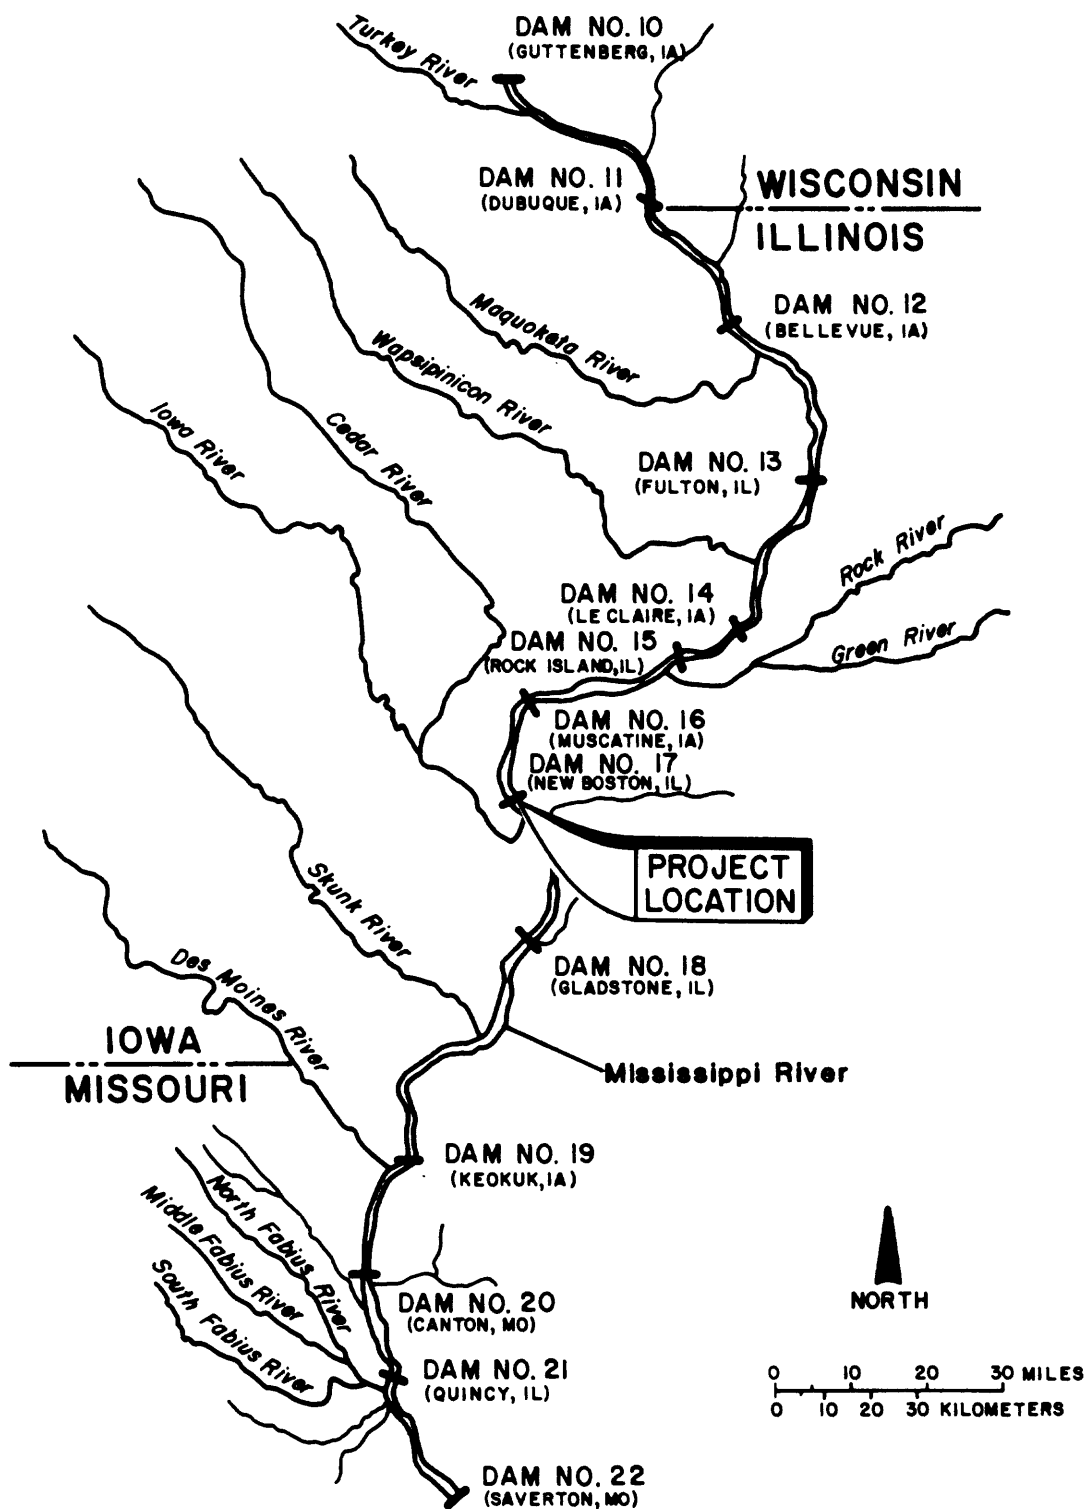 DAM NO. 10
(GUTTENBERG, IA)
Turkey River
DAM NO. 11
(DUBUQUE, IA)
WISCONSIN
ILLINOIS
DAM NO. 12
(BELLEVUE, IA)
Maquoketa River
Wapsipinicon River
Cedar River
Iowa River
DAM NO. 13
(FULTON, IL)
Rock River
Green River
DAM NO. 14
(LE CLAIRE, IA)
DAM NO. 15
(ROCK ISLAND, IL)
DAM NO. 16
(MUSCATINE, IA)
DAM NO. 17
(NEW BOSTON, IL)
PROJECT
LOCATION
Skunk River
DAM NO. 18
(GLADSTONE, IL)
Des Moines River
IOWA
MISSOURI
Mississippi River
DAM NO. 19
(KEOKUK, IA)
North Fabius River
Middle Fabius River
South Fabius River
DAM NO. 20
(CANTON, MO)
NORTH
DAM NO. 21
(QUINCY, IL)
0 10 20 30 MILES
0 10 20 30 KILOMETERS
DAM NO. 22
(SAVERTON, MO)